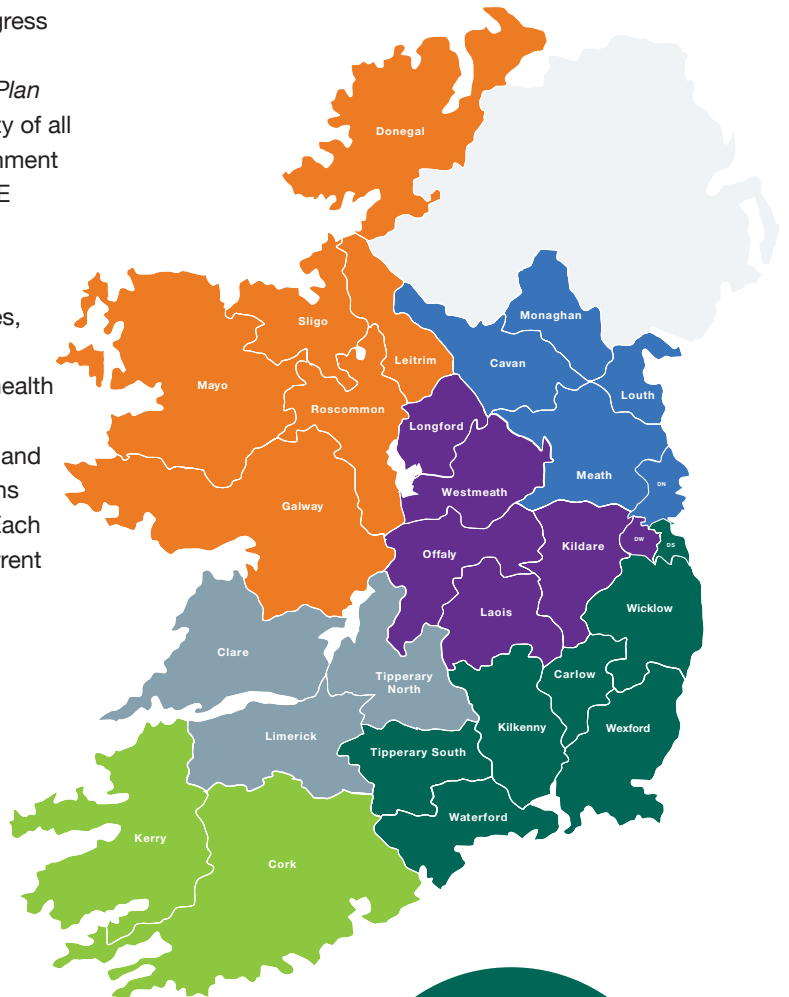 gress
Plan
ty of all
nment
E
es,
ealth
and
ns
Each
rrent
Donegal
Monaghan
Sligo
Leitrim
Cavan
Mayo
Louth
Roscommon
Longford
Meath
DN
Westmeath
Galway
Offaly
Kildare
DW
DS
Laois
Wicklow
Clare
Tipperary
North
Carlow
Kilkenny
Wexford
Limerick
Tipperary South
Waterford
Kerry
Cork